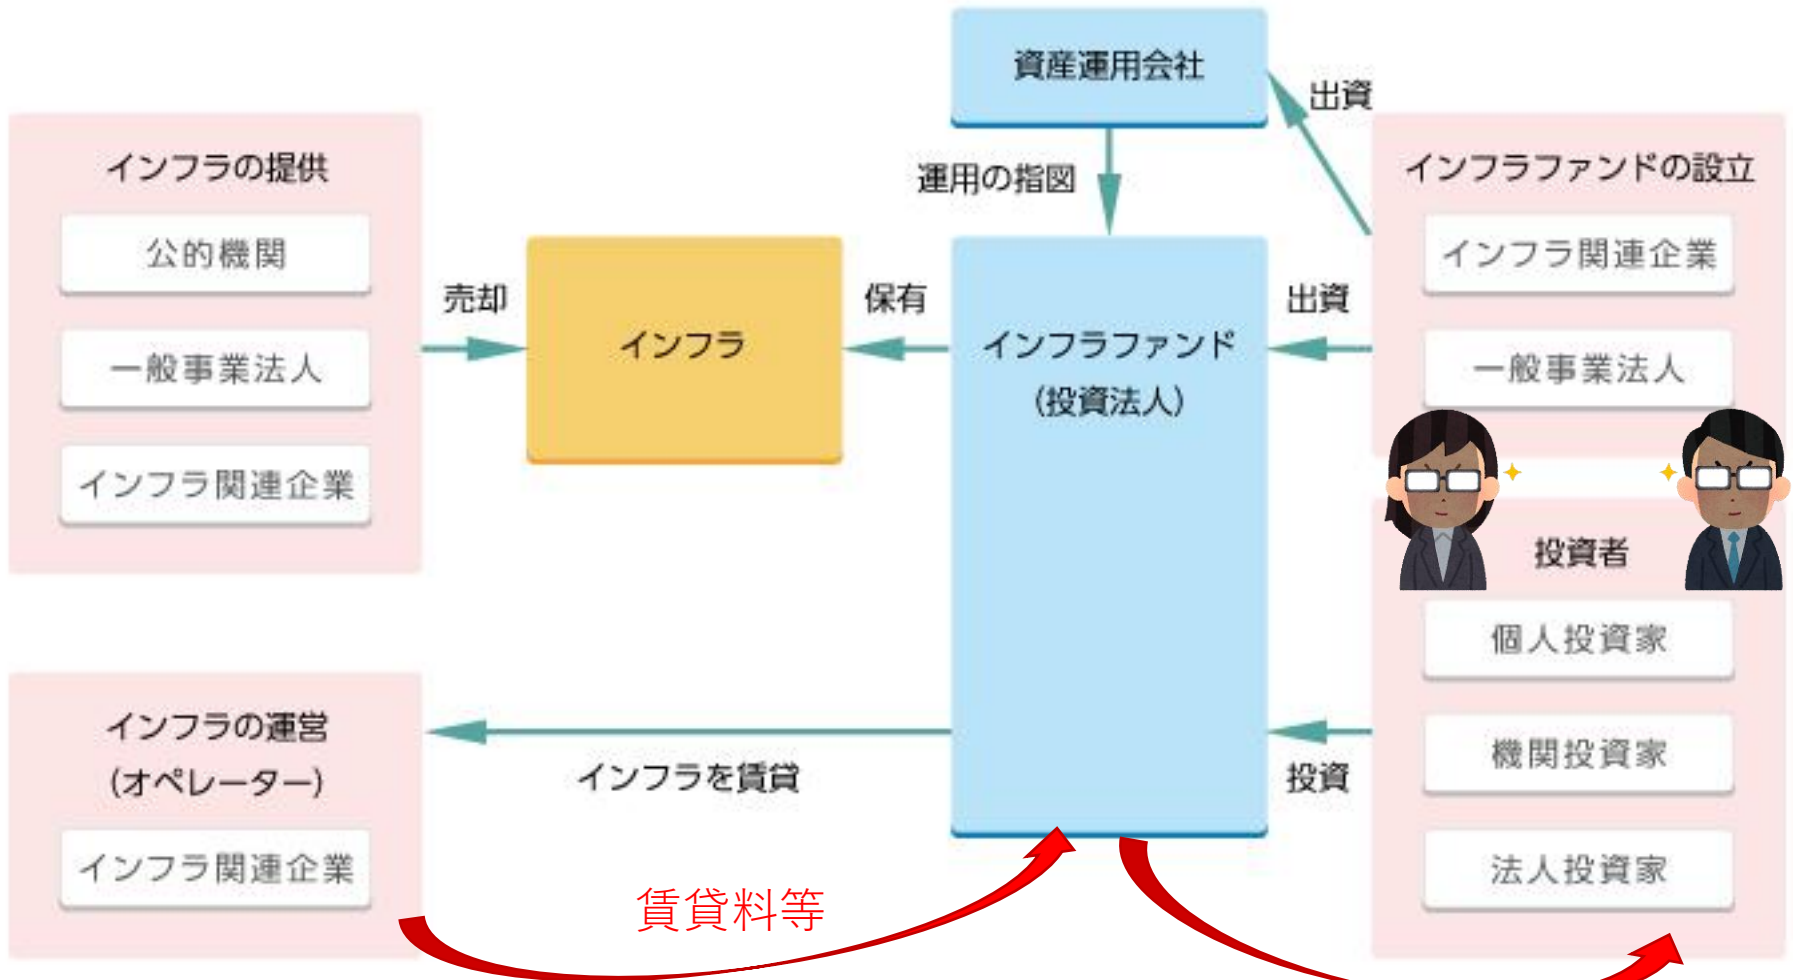 資産運用会社
出資
運用の指図
インフラの提供
公的機関
一般事業法人
インフラ関連企業
売却
インフラ
保有
インフラファンド
(投資法人)
出資
インフラファンドの設立
インフラ関連企業
一般事業法人
投資者
個人投資家
機関投資家
法人投資家
投資
インフラを賃貸
インフラの運営
(オペレーター)
インフラ関連企業
賃貸料等